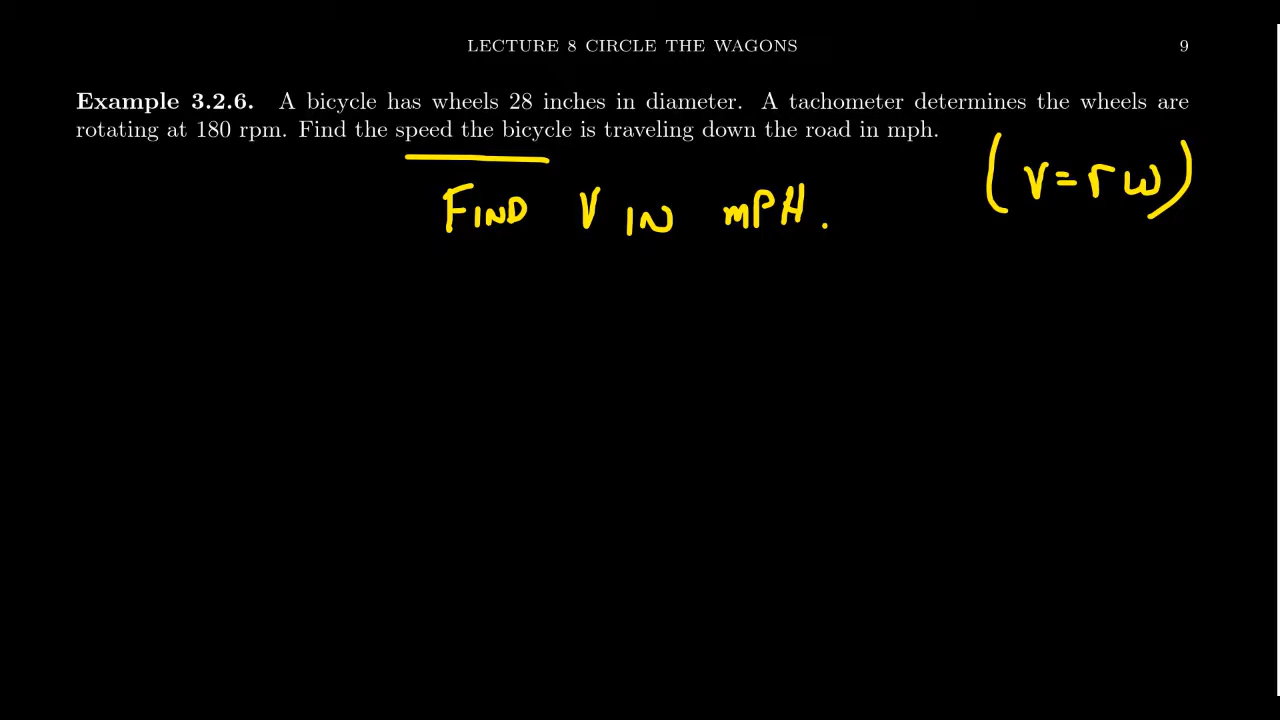 LECTURE 8 CIRCLE THE WAGONS 9
Example 3.2.6. A bicycle has wheels 28 inches in diameter. A tachometer determines the wheels are
rotating at 180 rpm. Find the speed the bicycle is traveling down the road in mph.
(V=rω)
FIND V IN mPH.